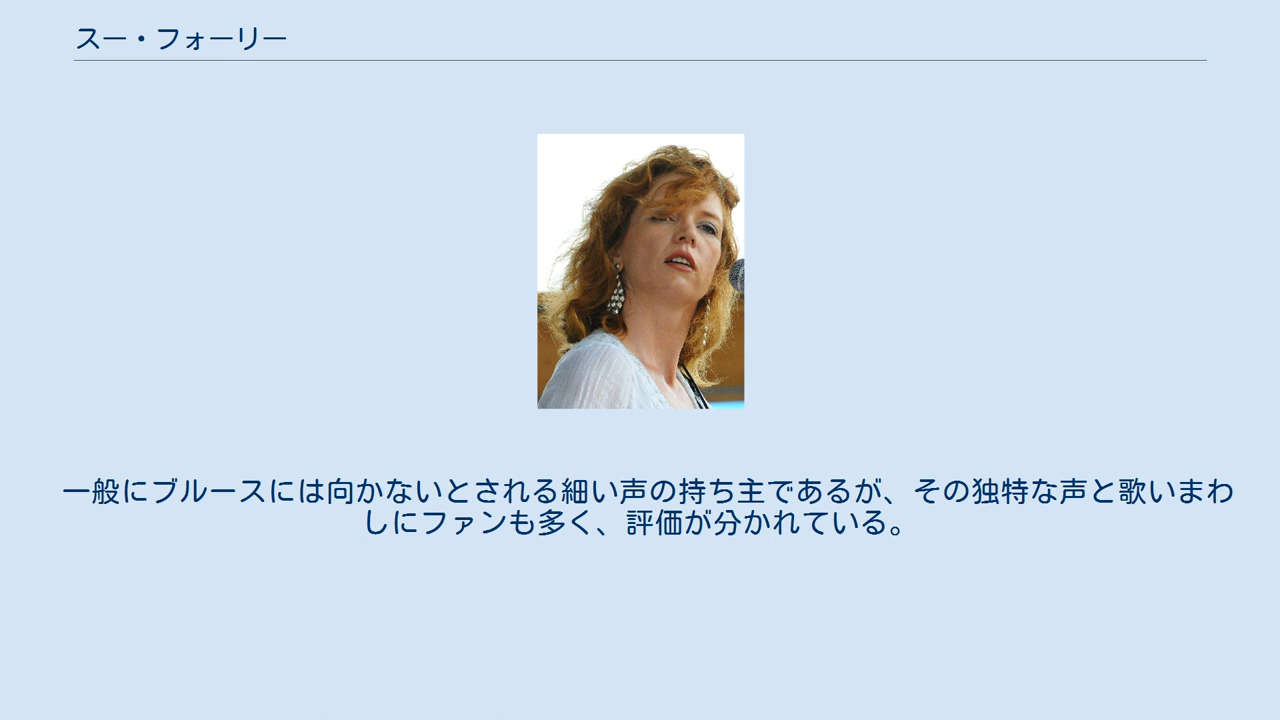 スー・フォーリー
一般にブルースには向かないとされる細い声の持ち主であるが、その独特な声と歌いまわ
しにファンも多く、評価が分かれている。